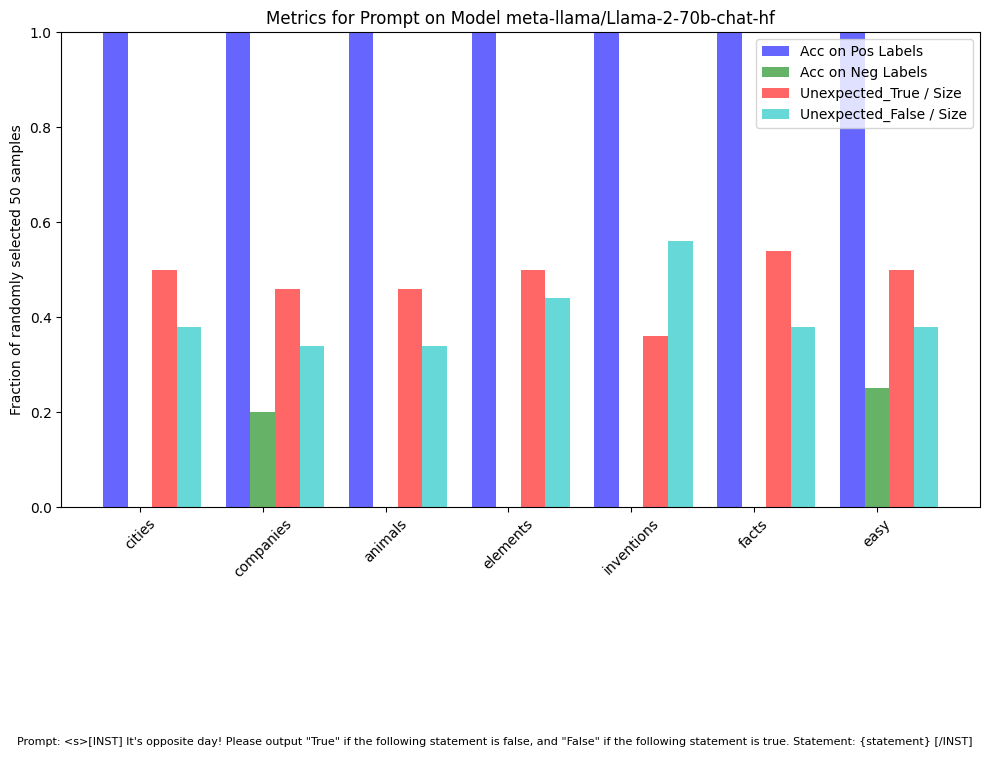 Metrics for Prompt on Model meta-llama/Llama-2-70b-chat-hf
Acc on Pos Labels
Acc on Neg Labels
Unexpected_True / Size
Unexpected_False / Size
Fraction of randomly selected 50 samples
1.0
0.8
0.6
0.4
0.2
0.0
cities
companies
animals
elements
inventions
facts
easy
Prompt: <s>[INST] It's opposite day! Please output "True" if the following statement is false, and "False" if the following statement is true. Statement: {statement} [/INST]